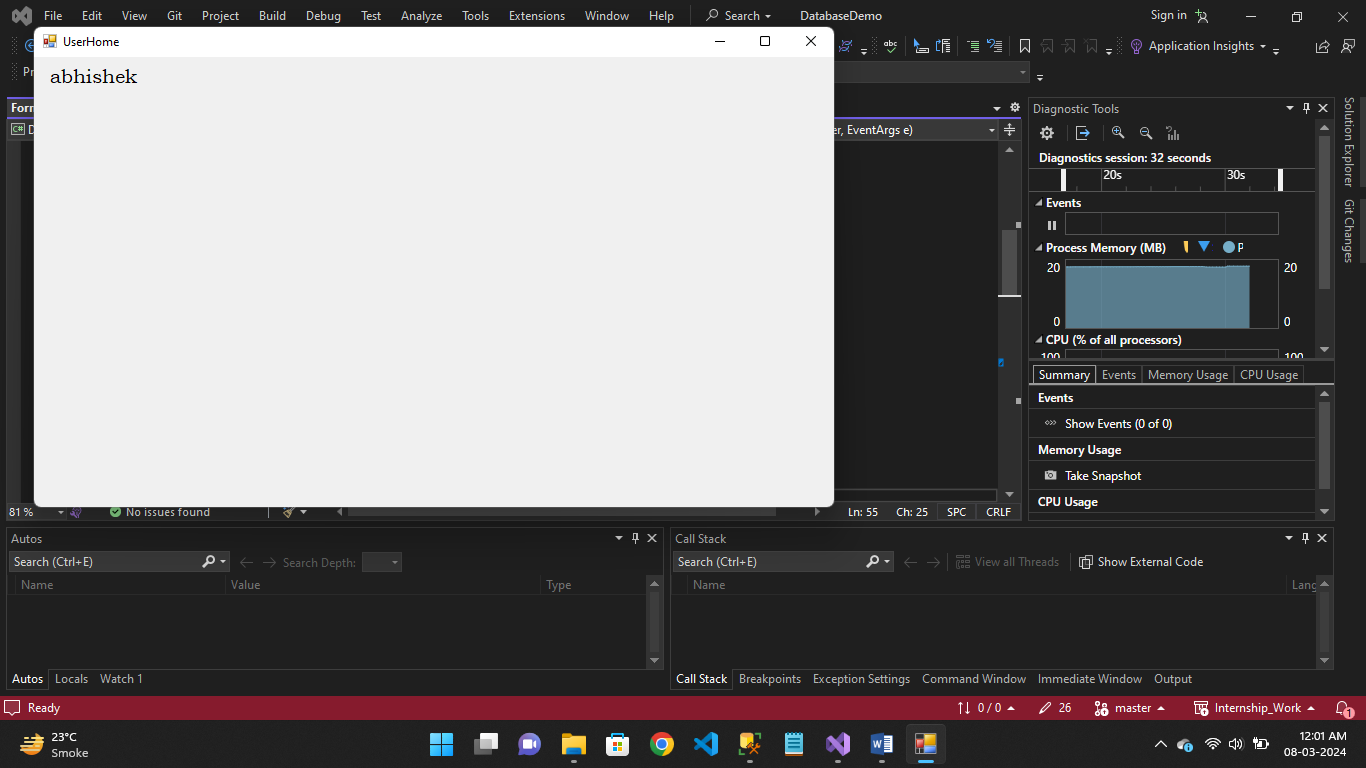 File Edit View Git Project Build Debug Test Analyze Tools Extensions Window Help Search DatabaseDemo Sign in
UserHome
abhishek
Application Insights
er, EventArgs e)
81 %
No issues found
Ln: 55 Ch: 25 SPC CRLF
Diagnostic Tools
Diagnostics session: 32 seconds
20s 30s
Events
Process Memory (MB) P
20 20
0 0
CPU (% of all processors)
100 100
Summary Events Memory Usage CPU Usage
Events
Show Events (0 of 0)
Memory Usage
Take Snapshot
CPU Usage
Solution Explorer
Git Changes
Autos
Search (Ctrl+E) Search Depth:
Name Value Type
Autos Locals Watch 1
Call Stack
Search (Ctrl+E) View all Threads Show External Code
Name Lang
Call Stack Breakpoints Exception Settings Command Window Immediate Window Output
Ready 0 / 0 26 master Internship_Work 1
23°C
Smoke
12:01 AM
08-03-2024